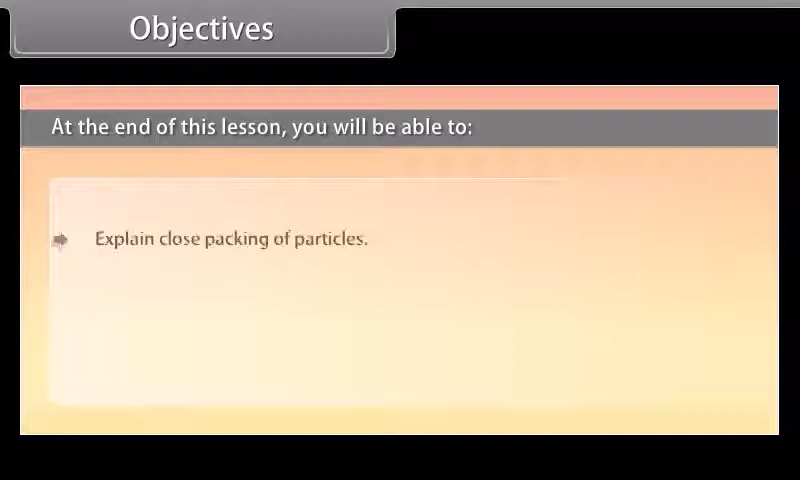 Objectives
At the end of this lesson, you will be able to:
Explain close packing of particles.